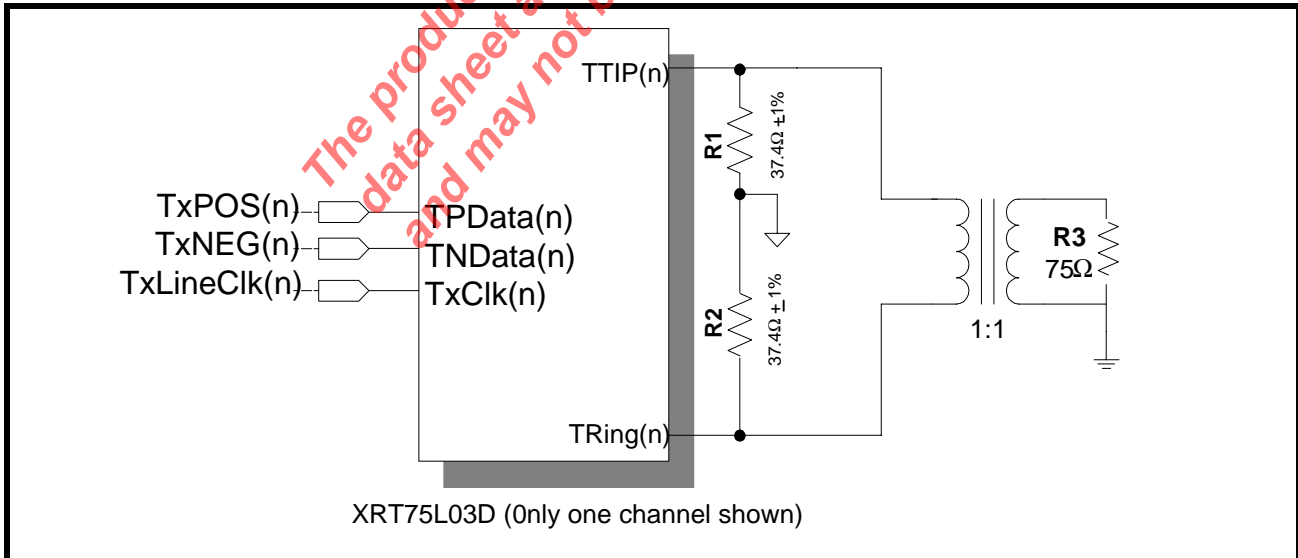 The produc
data sheet a
and may not b
TTIP(n)
R1
37.4Ω ±1%
TxPOS(n)
TPData(n)
TxNEG(n)
TNData(n)
TxLineClk(n)
TxClk(n)
R2
37.4Ω ±1%
R3
75Ω
1:1
TRing(n)
XRT75L03D (0nly one channel shown)